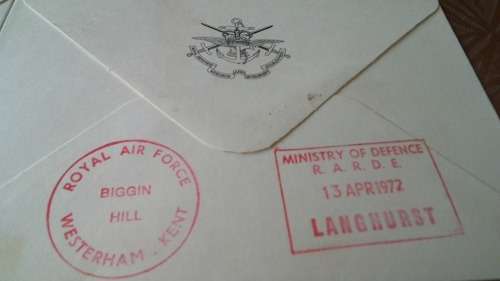 ROYAL AIR FORCE
BIGGIN
HILL
WESTERHAM . KENT
MINISTRY OF DEFENCE
R. A. R. D. E.
13 APR 1972
LANGHURST